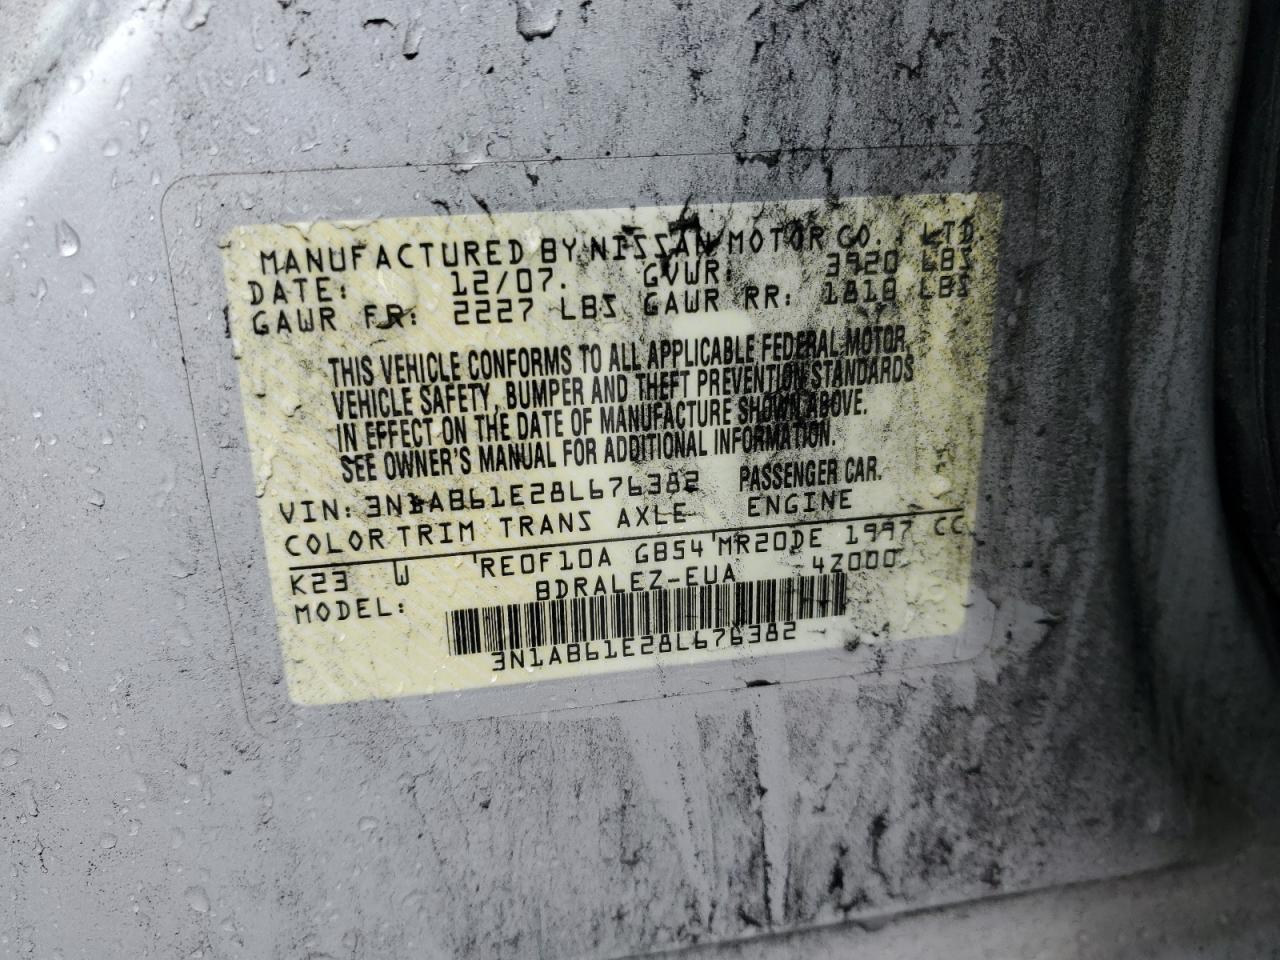 MANUFACTURED BY NISSAN MOTOR CO., LTD
DATE: 12/07. GVWR: 3920 LBS
GAWR FR: 2227 LBS GAWR RR: 1818 LBS
THIS VEHICLE CONFORMS TO ALL APPLICABLE FEDERAL MOTOR
VEHICLE SAFETY, BUMPER AND THEFT PREVENTION STANDARDS
IN EFFECT ON THE DATE OF MANUFACTURE SHOWN ABOVE.
SEE OWNER'S MANUAL FOR ADDITIONAL INFORMATION.
VIN: 3N1AB61E28L676382 PASSENGER CAR.
COLOR TRIM TRANS AXLE ENGINE
K23 W RE0F10A GB54 MR20DE 1997 CC
MODEL: BDRALEZ-EUA 4Z000
3N1AB61E28L676382